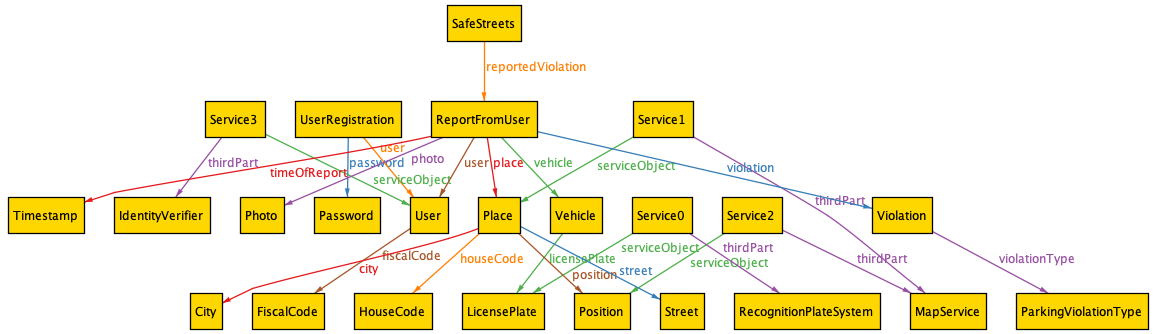 SafeStreets
reportedViolation
Service3
UserRegistration
ReportFromUser
Service1
thirdPart
timeOfReport
password
user
serviceObject
photo
user
place
vehicle
serviceObject
violation
thirdPart
Timestamp
IdentityVerifier
Photo
Password
User
Place
Vehicle
Service0
Service2
Violation
city
fiscalCode
houseCode
licensePlate
position
street
serviceObject
thirdPart
serviceObject
thirdPart
violationType
City
FiscalCode
HouseCode
LicensePlate
Position
Street
RecognitionPlateSystem
MapService
ParkingViolationType